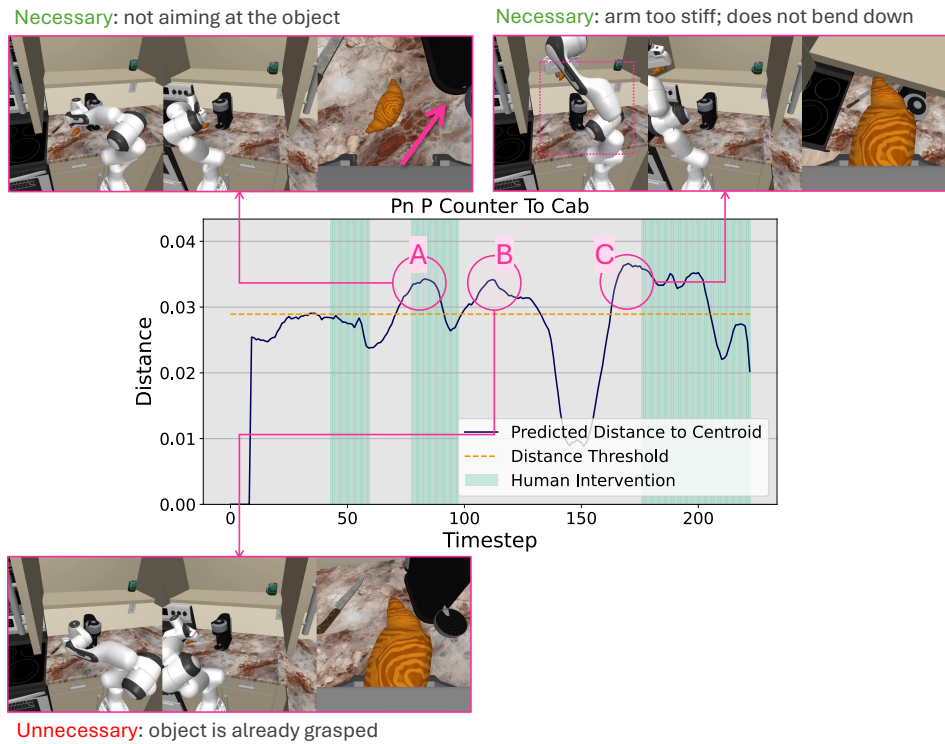 Necessary: not aiming at the object
Necessary: arm too stiff; does not bend down
Pn P Counter To Cab
A
B
C
0.04
0.03
0.02
0.01
0.00
Distance
Predicted Distance to Centroid
Distance Threshold
Human Intervention
0 50 100 150 200
Timestep
Unnecessary: object is already grasped